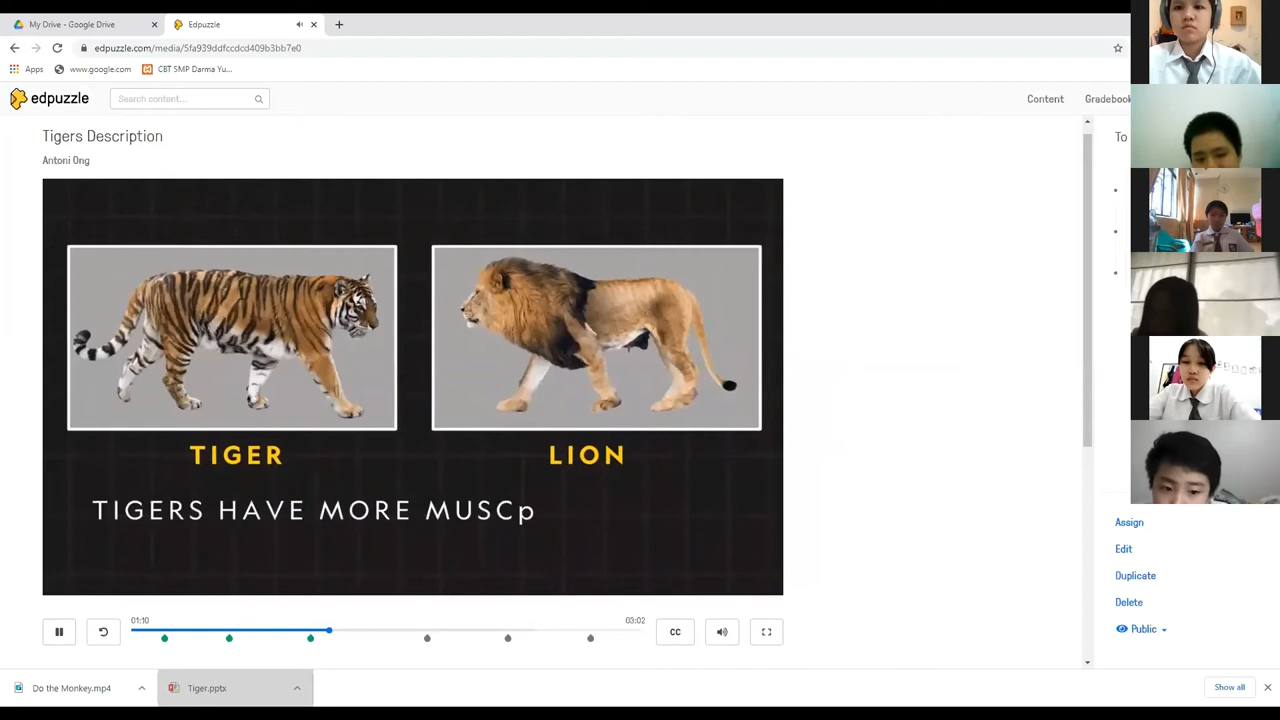 My Drive - Google Drive
Edpuzzle
edpuzzle.com/media/5fa939ddfccdcd409b3bb7e0
Apps
www.google.com
CBT SMP Darma Yu...
edpuzzle
Search content...
Content
Gradebook
Tigers Description
To
Antoni Ong
TIGER
LION
TIGERS HAVE MORE MUSCp
Assign
Edit
Duplicate
Delete
Public
01:10
03:02
CC
Do the Monkey.mp4
Tiger.pptx
Show all